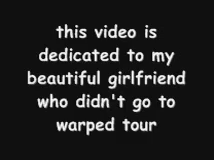 this video is
dedicated to my
beautiful girlfriend
who didn't go to
warped tour